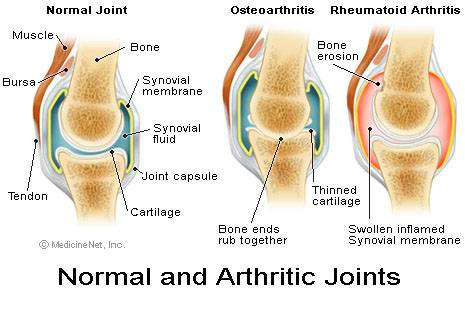 Normal Joint
Muscle
Bone
Bursa
Synovial
membrane
Synovial
fluid
Joint capsule
Tendon
Cartilage
© MedicineNet, Inc.
Osteoarthritis
Thinned
cartilage
Bone ends
rub together
Rheumatoid Arthritis
Bone
erosion
Swollen inflamed
Synovial membrane
Normal and Arthritic Joints